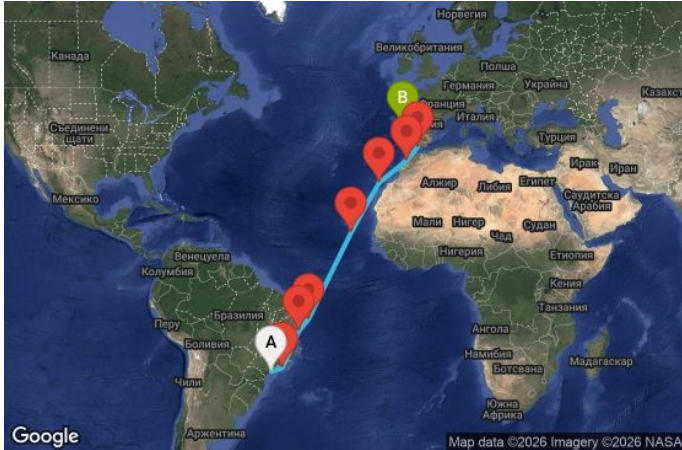 Норвегия
Канада
Великобритания
Полша
Германия
Украйна
Казахст
B
Франция
ия
Италия
Съединени
щати
Турция
Ирак
Иран
Мексико
Алжир
Либия
Египет
Саудитска
Арабия
Мали
Нигер
Судан
Чад
Венецуела
Нигерия
Етиопия
Колумбия
Кения
Бразилия
Танзания
Перу
Ангола
A
Боливия
Намибия
Мадагаскар
Ботсвана
Чили
Южна
Африка
Аржентина
Google
Map data ©2026 Imagery ©2026 NASA